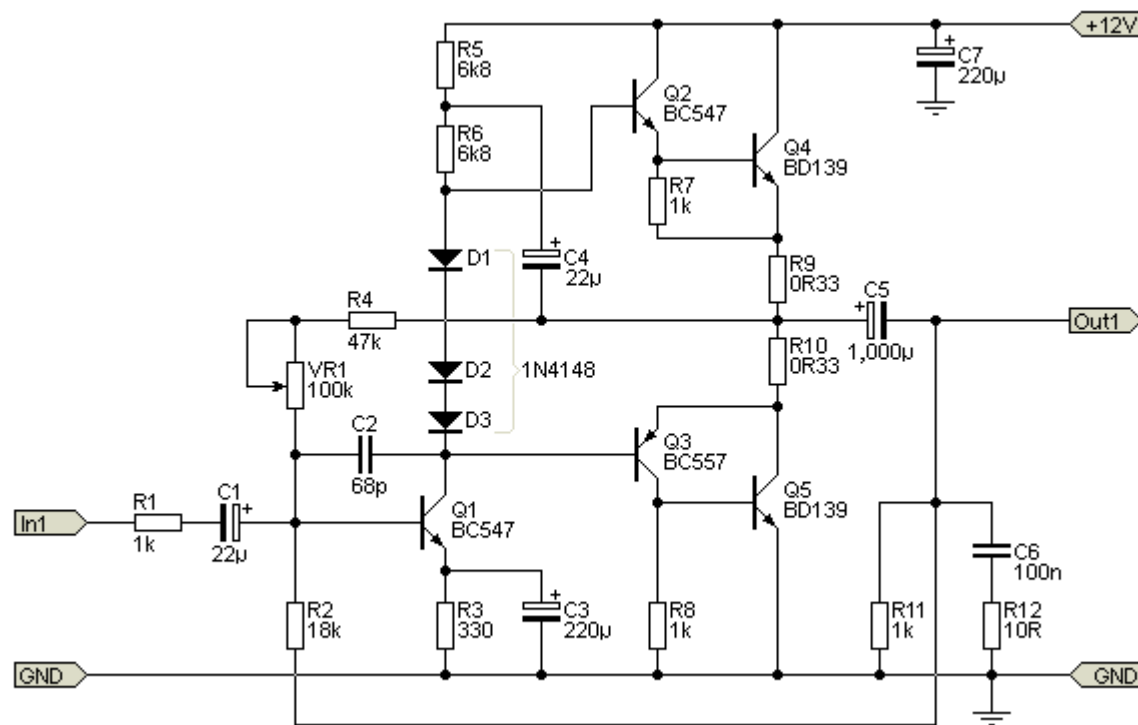 +12V
R5
6k8
C7
220µ
Q2
BC547
R6
6k8
Q4
BD139
R7
1k
D1
C4
22µ
R9
0R33
C5
R4
47k
Out1
1,000µ
R10
0R33
VR1
100k
D2
1N4148
C2
D3
68p
Q3
BC557
Q5
BD139
R1
C1
Q1
BC547
In1
1k
22µ
C6
100n
R2
18k
R3
330
C3
220µ
R8
1k
R11
1k
R12
10R
GND
GND
+
+
+
+
+